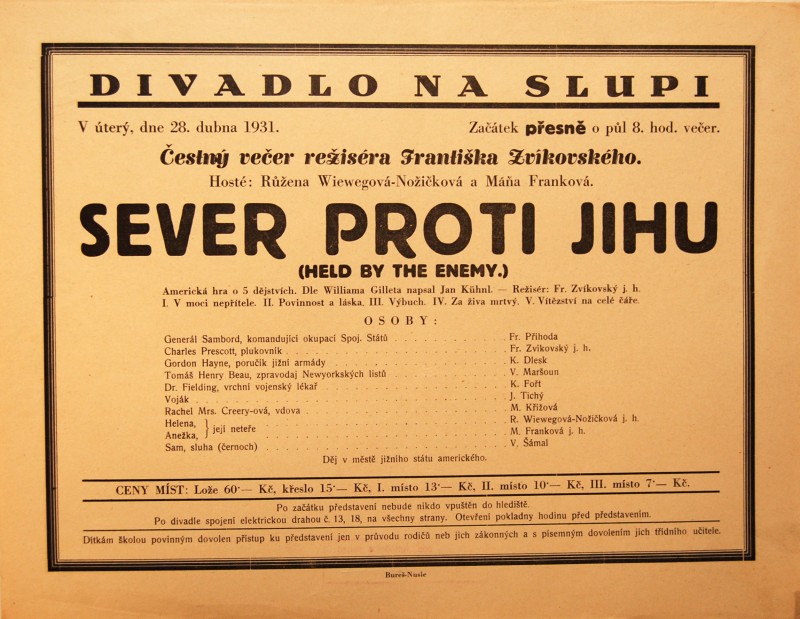 DIVADLO NA SLUPI
V úterý, dne 28. dubna 1931. Začátek přesně o půl 8. hod. večer.
Čestný večer režiséra Františka Zvíkovského.
Hosté: Růžena Wiewegová-Nožičková a Máňa Franková.
SEVER PROTI JIHU
(HELD BY THE ENEMY.)
Americká hra o 5 dějstvích. Dle Williama Gilleta napsal Jan Kühnl. — Režisér: Fr. Zvíkovský j. h.
I. V moci nepřítele. II. Povinnost a láska. III. Výbuch. IV. Za živa mrtvý. V. Vítězství na celé čáře.
OSOBY:
Generál Sambord, komandující okupaci Spoj. Států . . . Fr. Příhoda
Charles Prescott, plukovník . . . Fr. Zvíkovský j. h.
Gordon Hayne, poručík jižní armády . . . K. Dlesk
Tomáš Henry Beau, zpravodaj Newyorkských listů . . . V. Maršoun
Dr. Fielding, vrchní vojenský lékař . . . K. Fořt
Voják . . . J. Tichý
Rachel Mrs. Creery-ová, vdova . . . M. Křížová
Helena, } její neteře . . . R. Wiewegová-Nožičková j. h.
Anežka, } . . . M. Franková j. h.
Sam, sluha (černoch) . . . V. Šámal
Děj v městě jižního státu amerického.
CENY MÍST: Lože 60·— Kč, křeslo 15·— Kč, I. místo 13·— Kč, II. místo 10·— Kč, III. místo 7·— Kč.
Po začátku představení nebude nikdo vpuštěn do hlediště.
Po divadle spojení elektrickou drahou č. 13, 18, na všechny strany. Otevření pokladny hodinu před představením.
Dítkám školou povinným dovolen přístup ku představení jen v průvodu rodičů neb jich zákonných a s písemným dovolením jich třídního učitele.
Bureš-Nusle